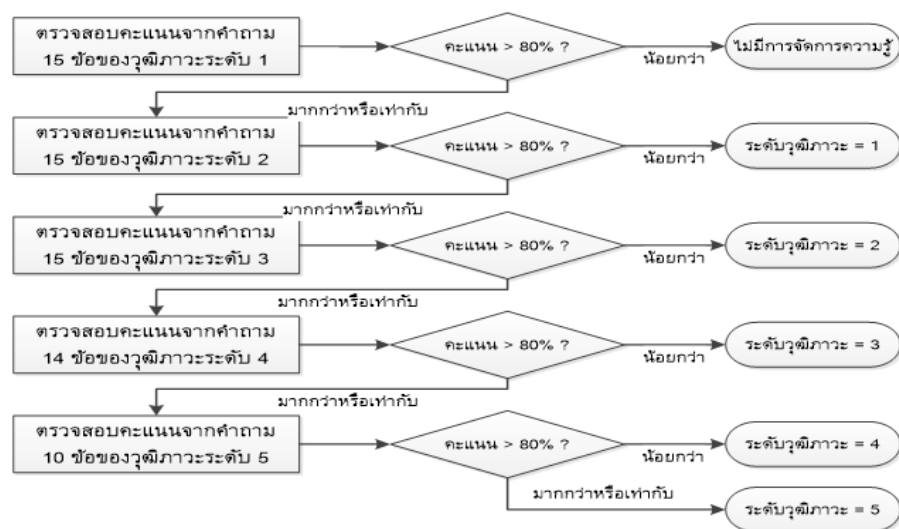 ตรวจสอบคะแนนจากคำถาม
15 ข้อของวุฒิภาวะระดับ 1
คะแนน > 80% ?
น้อยกว่า
ไม่มีการจัดการความรู้
มากกว่าหรือเท่ากับ
ตรวจสอบคะแนนจากคำถาม
15 ข้อของวุฒิภาวะระดับ 2
คะแนน > 80% ?
น้อยกว่า
ระดับวุฒิภาวะ = 1
มากกว่าหรือเท่ากับ
ตรวจสอบคะแนนจากคำถาม
15 ข้อของวุฒิภาวะระดับ 3
คะแนน > 80% ?
น้อยกว่า
ระดับวุฒิภาวะ = 2
มากกว่าหรือเท่ากับ
ตรวจสอบคะแนนจากคำถาม
14 ข้อของวุฒิภาวะระดับ 4
คะแนน > 80% ?
น้อยกว่า
ระดับวุฒิภาวะ = 3
มากกว่าหรือเท่ากับ
ตรวจสอบคะแนนจากคำถาม
10 ข้อของวุฒิภาวะระดับ 5
คะแนน > 80% ?
น้อยกว่า
ระดับวุฒิภาวะ = 4
มากกว่าหรือเท่ากับ
ระดับวุฒิภาวะ = 5